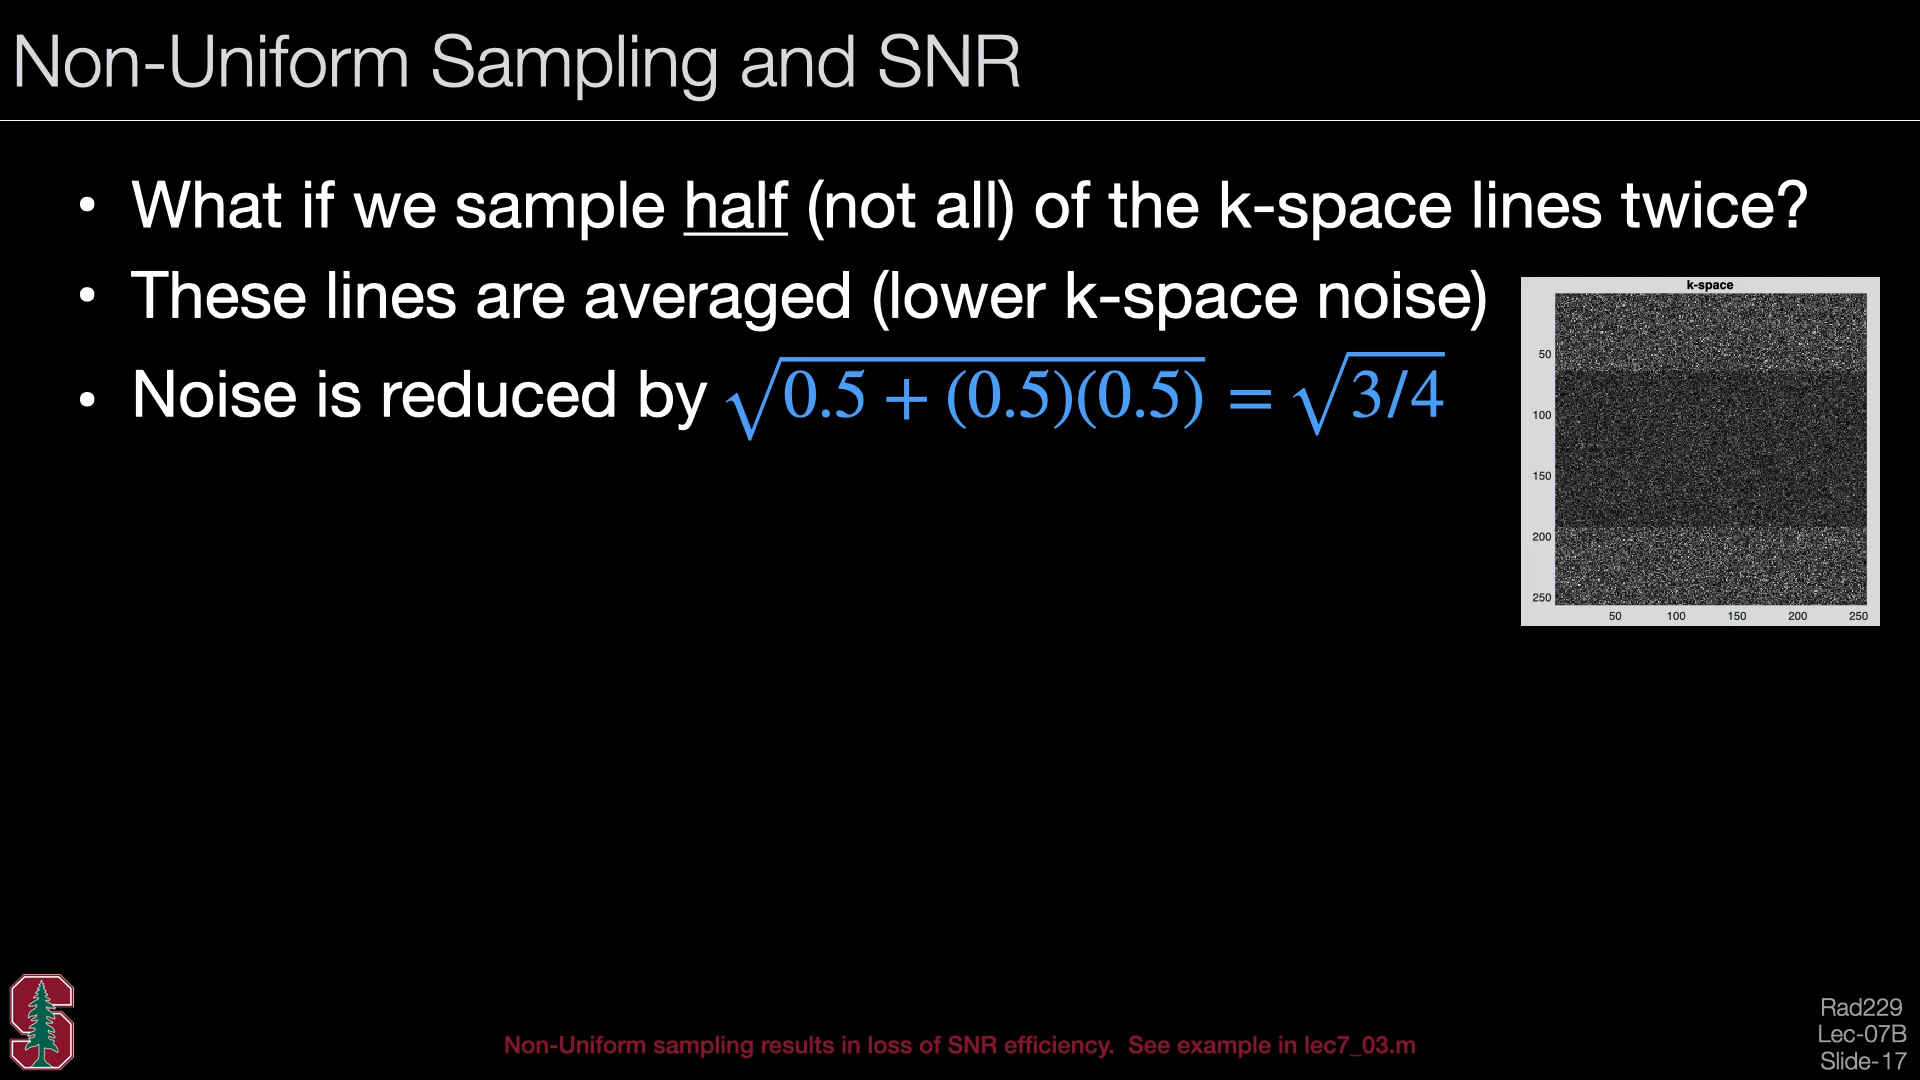 Non-Uniform Sampling and SNR
• What if we sample half (not all) of the k-space lines twice?
• These lines are averaged (lower k-space noise)
• Noise is reduced by √0.5 + (0.5)(0.5) = √3/4
k-space
50
100
150
200
250
50 100 150 200 250
Non-Uniform sampling results in loss of SNR efficiency. See example in lec7_03.m
Rad229
Lec-07B
Slide-17